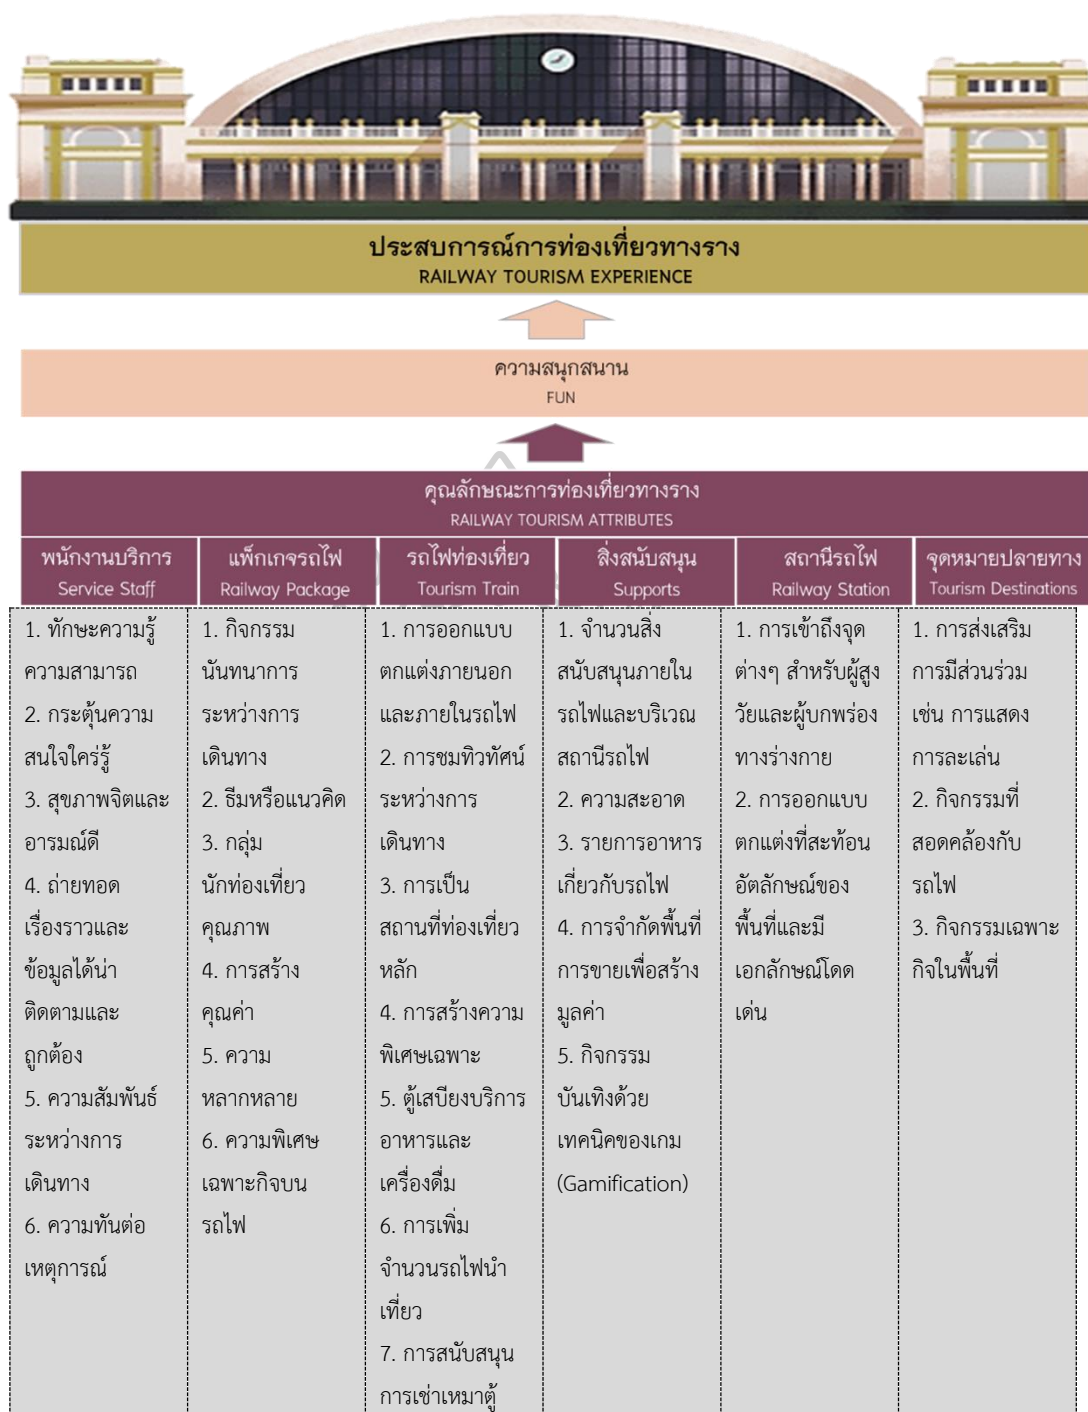 ประสบการณ์การท่องเที่ยวทางราง
RAILWAY TOURISM EXPERIENCE
ความสนุกสนาน
FUN
คุณลักษณะการท่องเที่ยวทางราง
RAILWAY TOURISM ATTRIBUTES
พนักงานบริการ
Service Staff
1. ทักษะความรู้
ความสามารถ
2. กระตุ้นความ
สนใจใคร่รู้
3. สุขภาพจิตและ
อารมณ์ดี
4. ถ่ายทอด
เรื่องราวและ
ข้อมูลได้น่า
ติดตามและ
ถูกต้อง
5. ความสัมพันธ์
ระหว่างการ
เดินทาง
6. ความทันต่อ
เหตุการณ์
แพ็กเกจรถไฟ
Railway Package
1. กิจกรรม
นันทนาการ
ระหว่างการ
เดินทาง
2. ธีมหรือแนวคิด
3. กลุ่ม
นักท่องเที่ยว
คุณภาพ
4. การสร้าง
คุณค่า
5. ความ
หลากหลาย
6. ความพิเศษ
เฉพาะกิจบน
รถไฟ
รถไฟท่องเที่ยว
Tourism Train
1. การออกแบบ
ตกแต่งภายนอก
และภายในรถไฟ
2. การชมทิวทัศน์
ระหว่างการ
เดินทาง
3. การเป็น
สถานที่ท่องเที่ยว
หลัก
4. การสร้างความ
พิเศษเฉพาะ
5. ตู้เสบียงบริการ
อาหารและ
เครื่องดื่ม
6. การเพิ่ม
จำนวนรถไฟนำ
เที่ยว
7. การสนับสนุน
การเช่าเหมาตู้
สิ่งสนับสนุน
Supports
1. จำนวนสิ่ง
สนับสนุนภายใน
รถไฟและบริเวณ
สถานีรถไฟ
2. ความสะอาด
3. รายการอาหาร
เกี่ยวกับรถไฟ
4. การจำกัดพื้นที่
การขายเพื่อสร้าง
มูลค่า
5. กิจกรรม
บันเทิงด้วย
เทคนิคของเกม
(Gamification)
สถานีรถไฟ
Railway Station
1. การเข้าถึงจุด
ต่างๆ สำหรับผู้สูง
วัยและผู้บกพร่อง
ทางร่างกาย
2. การออกแบบ
ตกแต่งที่สะท้อน
อัตลักษณ์ของ
พื้นที่และมี
เอกลักษณ์โดด
เด่น
จุดหมายปลายทาง
Tourism Destinations
1. การส่งเสริม
การมีส่วนร่วม
เช่น การแสดง
การละเล่น
2. กิจกรรมที่
สอดคล้องกับ
รถไฟ
3. กิจกรรมเฉพาะ
กิจในพื้นที่